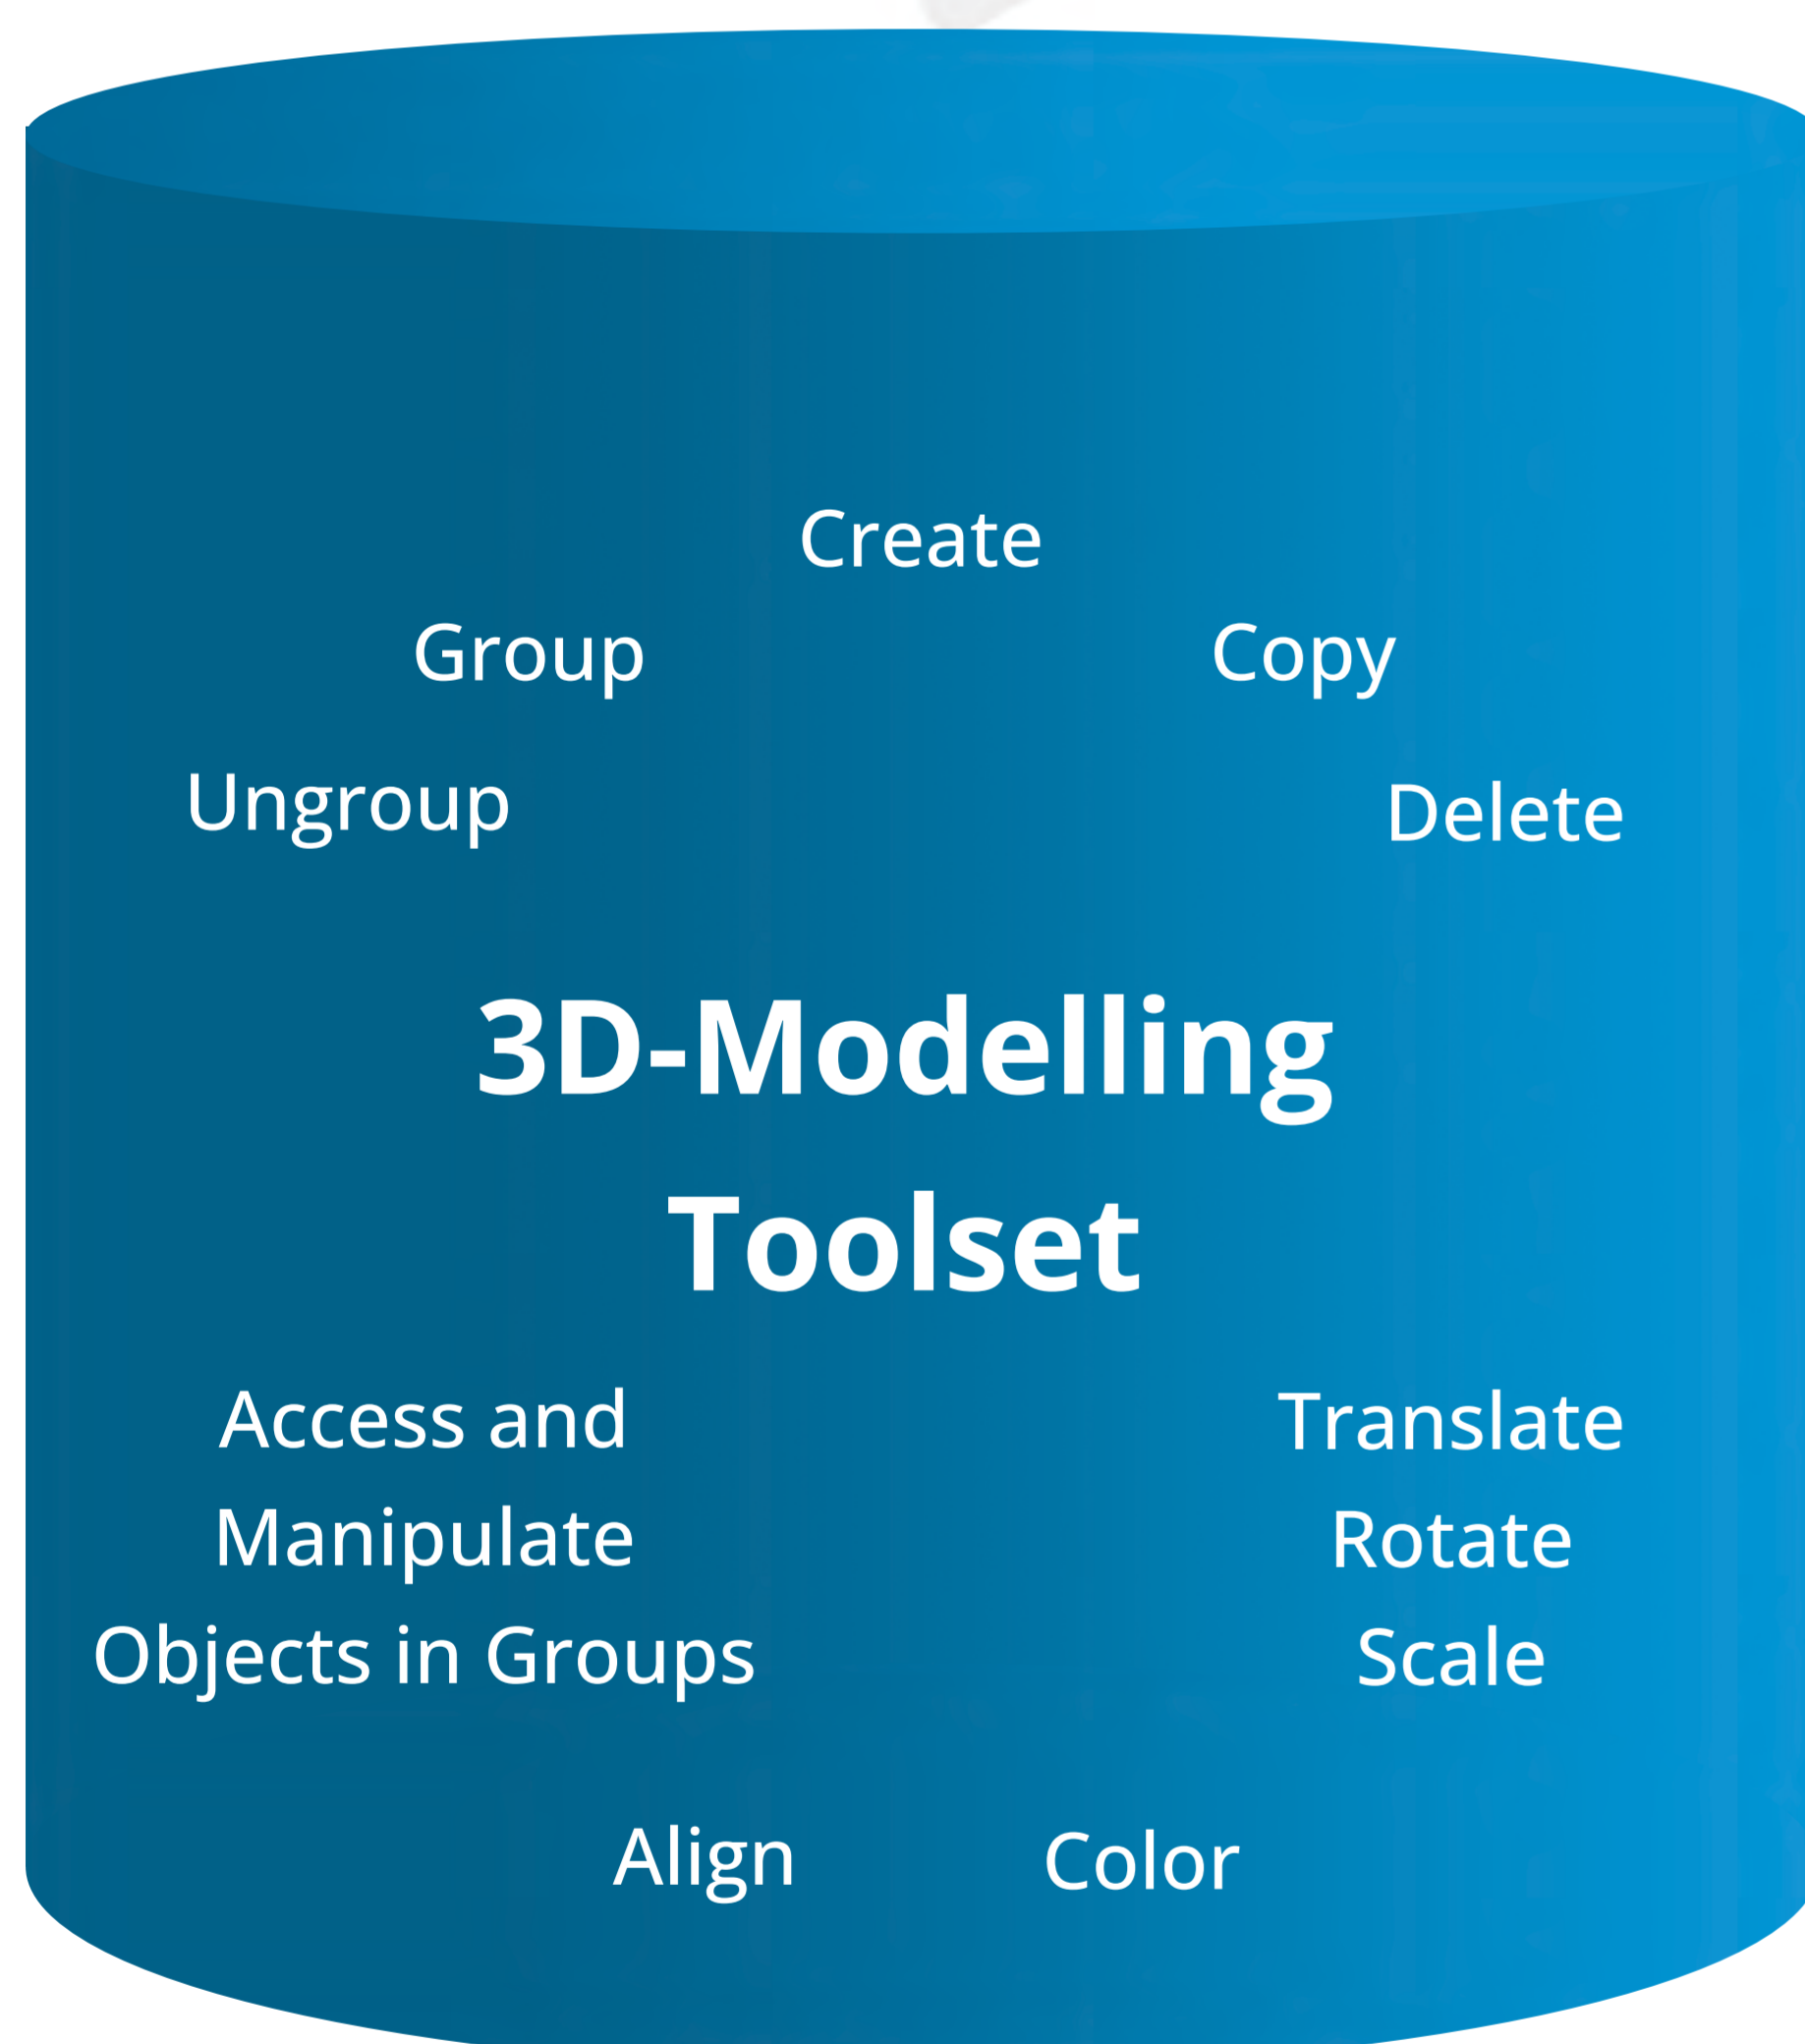 Create
Group
Copy
Ungroup
Delete
3D-Modelling
Toolset
Access and
Manipulate
Objects in Groups
Translate
Rotate
Scale
Align
Color